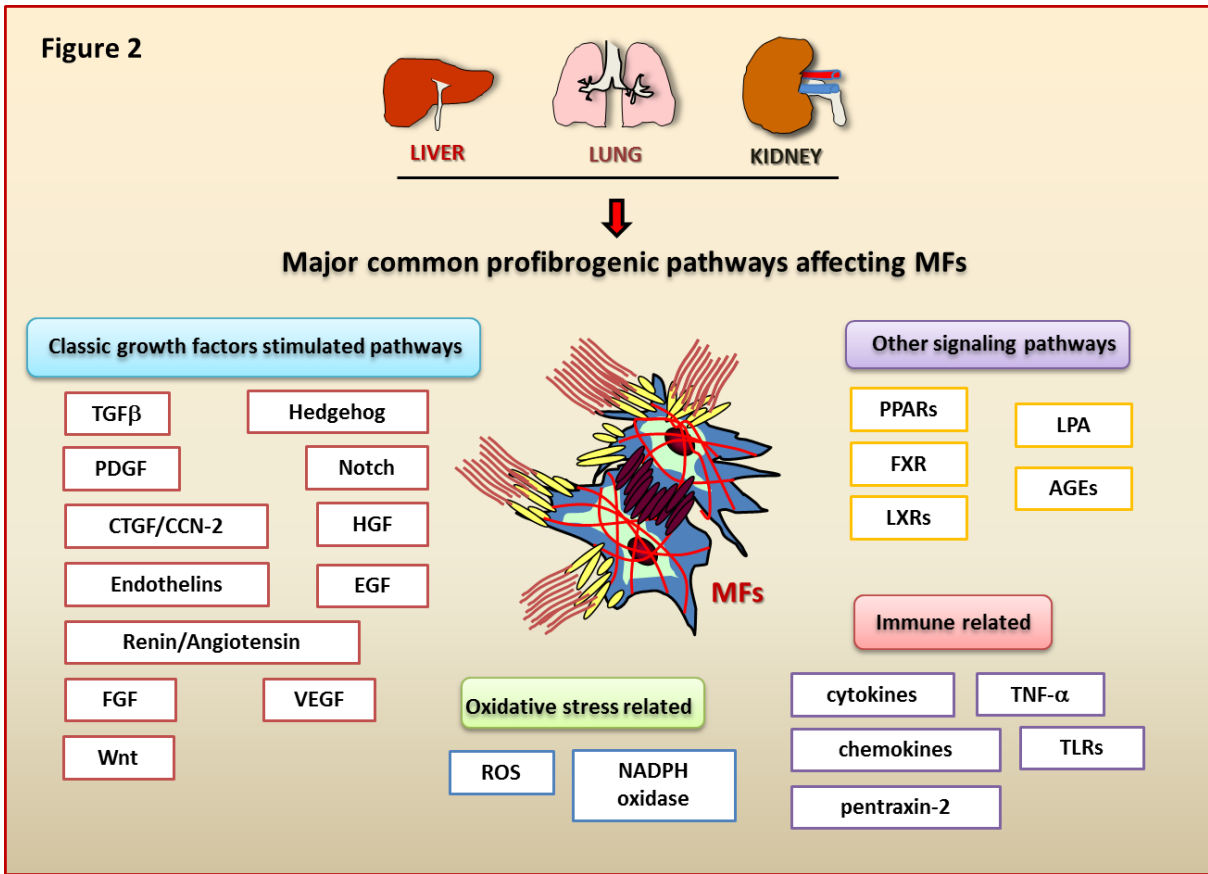 Figure 2
LIVER
LUNG
KIDNEY
Major common profibrogenic pathways affecting MFs
Classic growth factors stimulated pathways
TGFβ
Hedgehog
PDGF
Notch
CTGF/CCN-2
HGF
Endothelins
EGF
Renin/Angiotensin
FGF
VEGF
Wnt
MFs
Oxidative stress related
ROS
NADPH
oxidase
Other signaling pathways
PPARs
LPA
FXR
AGEs
LXRs
Immune related
cytokines
TNF-α
chemokines
TLRs
pentraxin-2